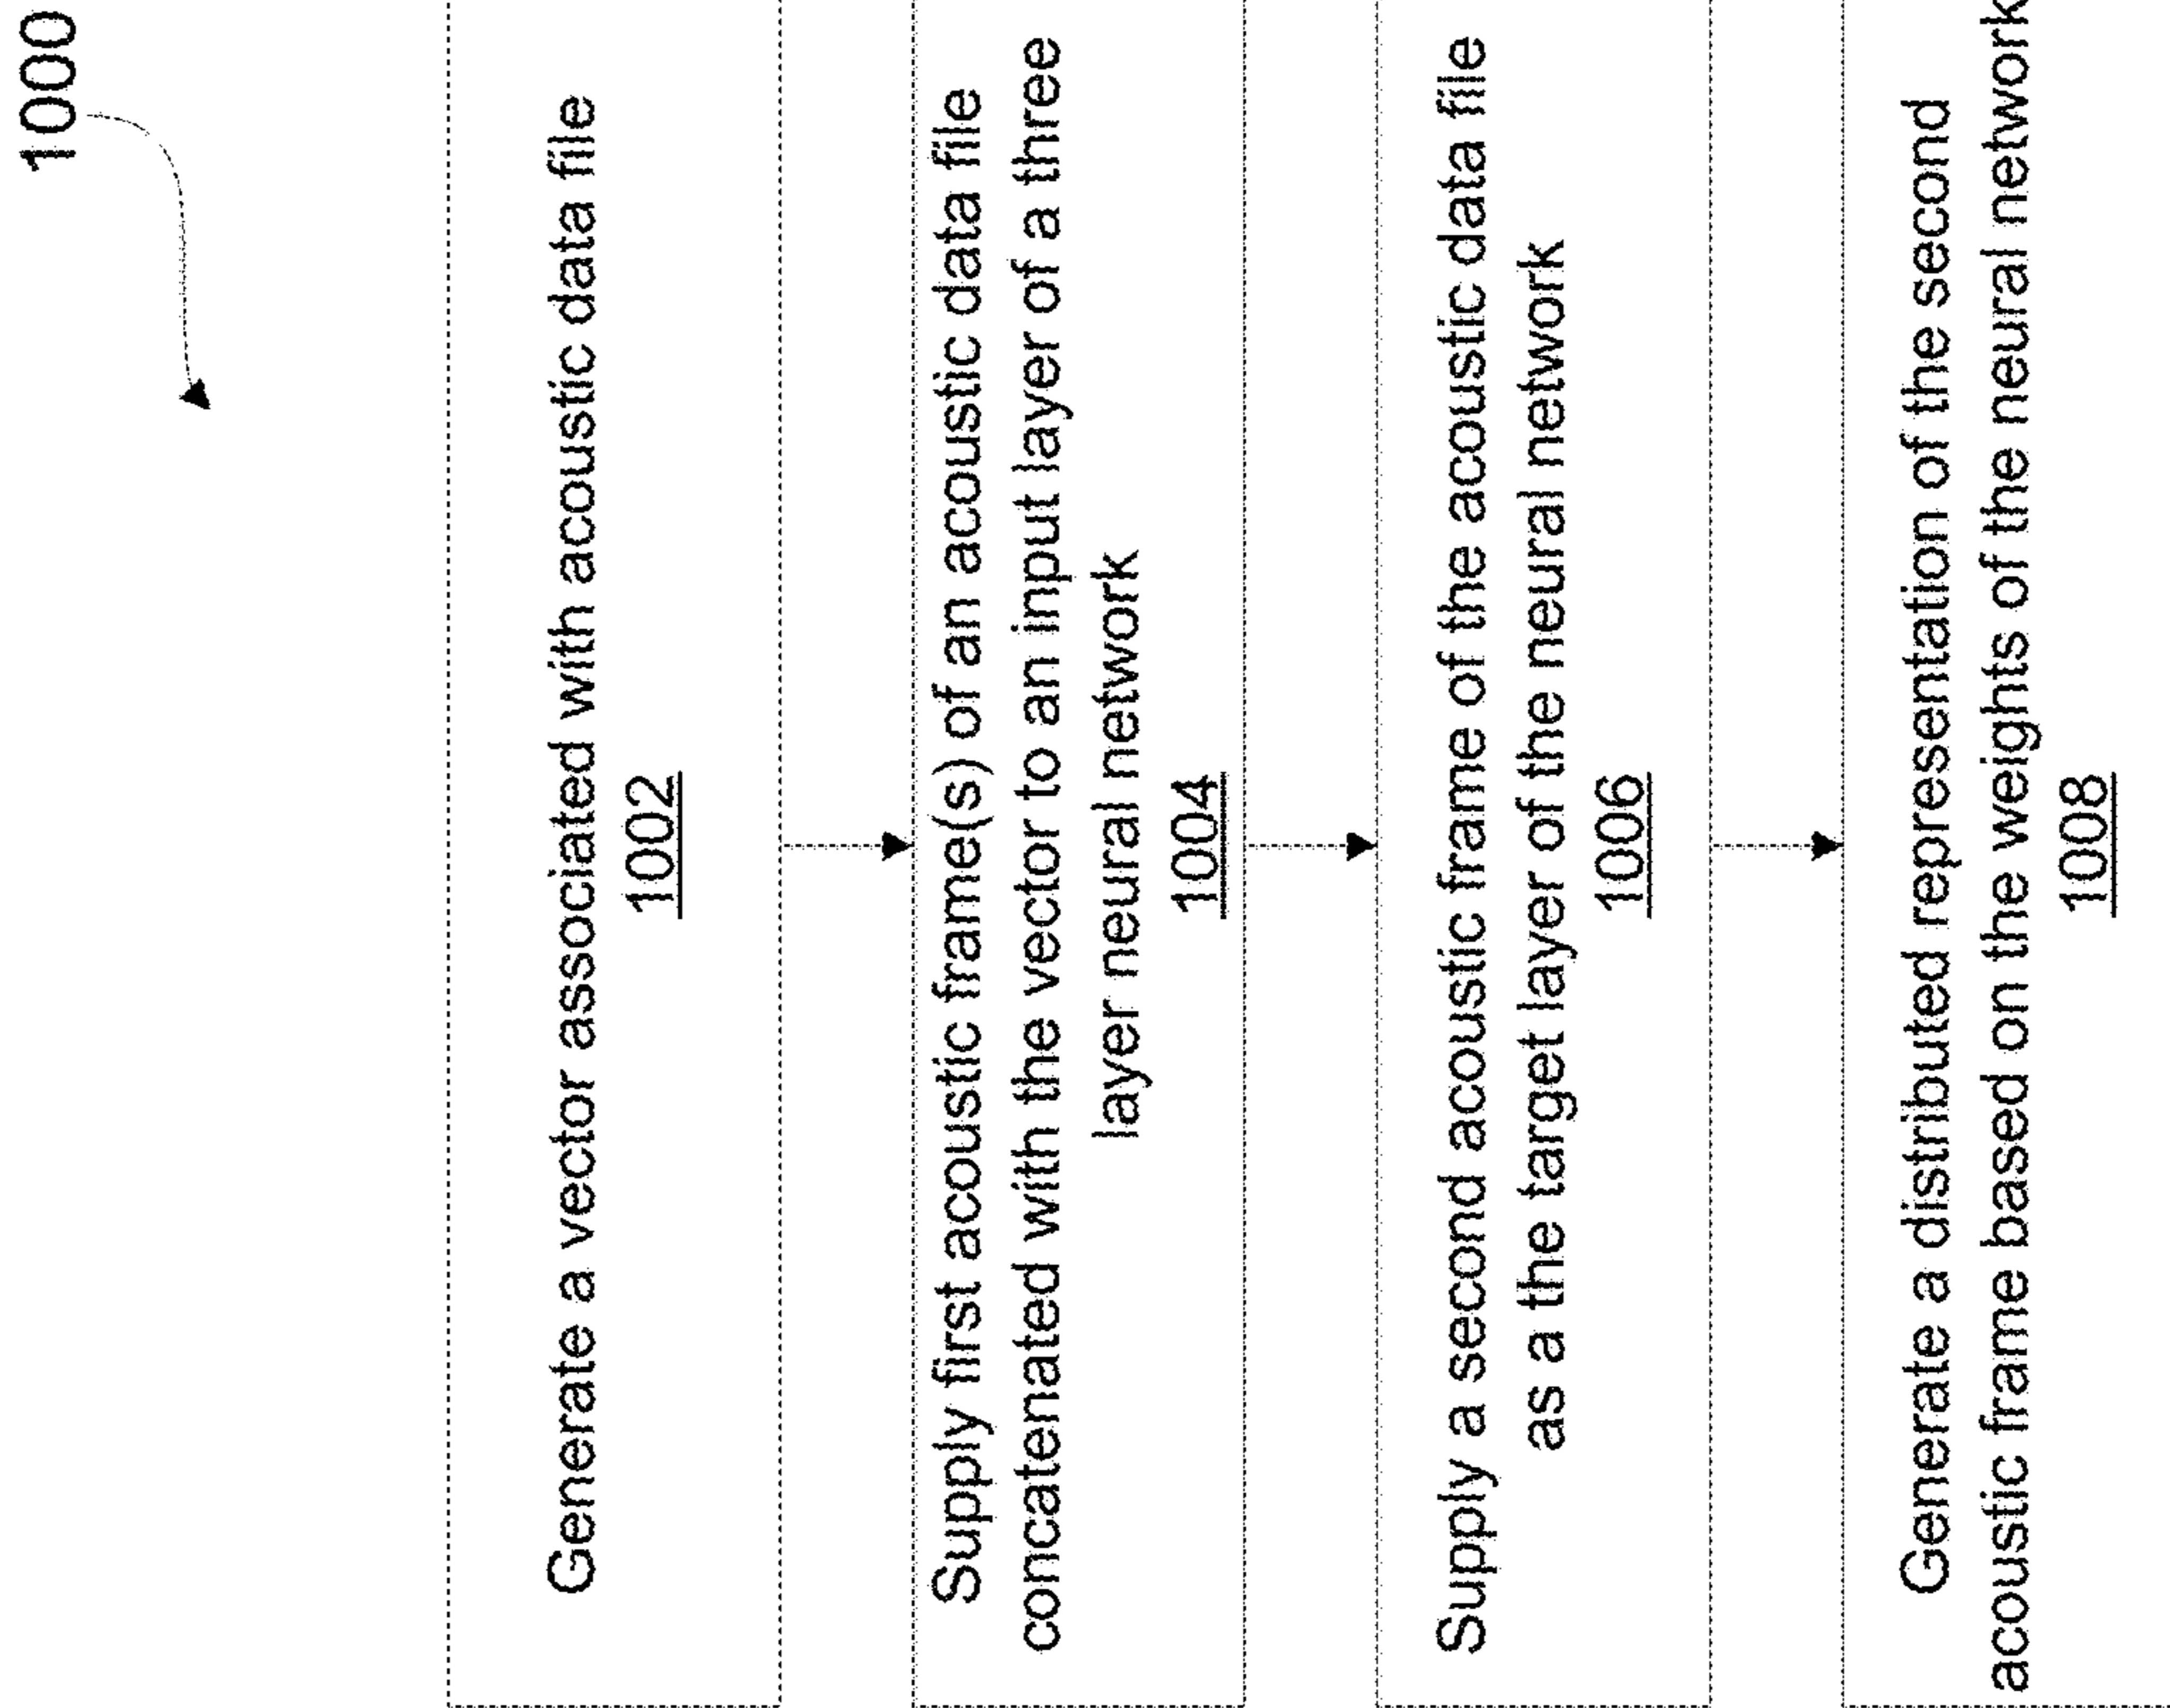 1000
Generate a vector associated with acoustic data file
1002
Supply first acoustic frame(s) of an acoustic data file
concatenated with the vector to an input layer of a three
layer neural network
1004
Supply a second acoustic frame of the acoustic data file
as a the target layer of the neural network
1006
Generate a distributed representation of the second
acoustic frame based on the weights of the neural network
1008